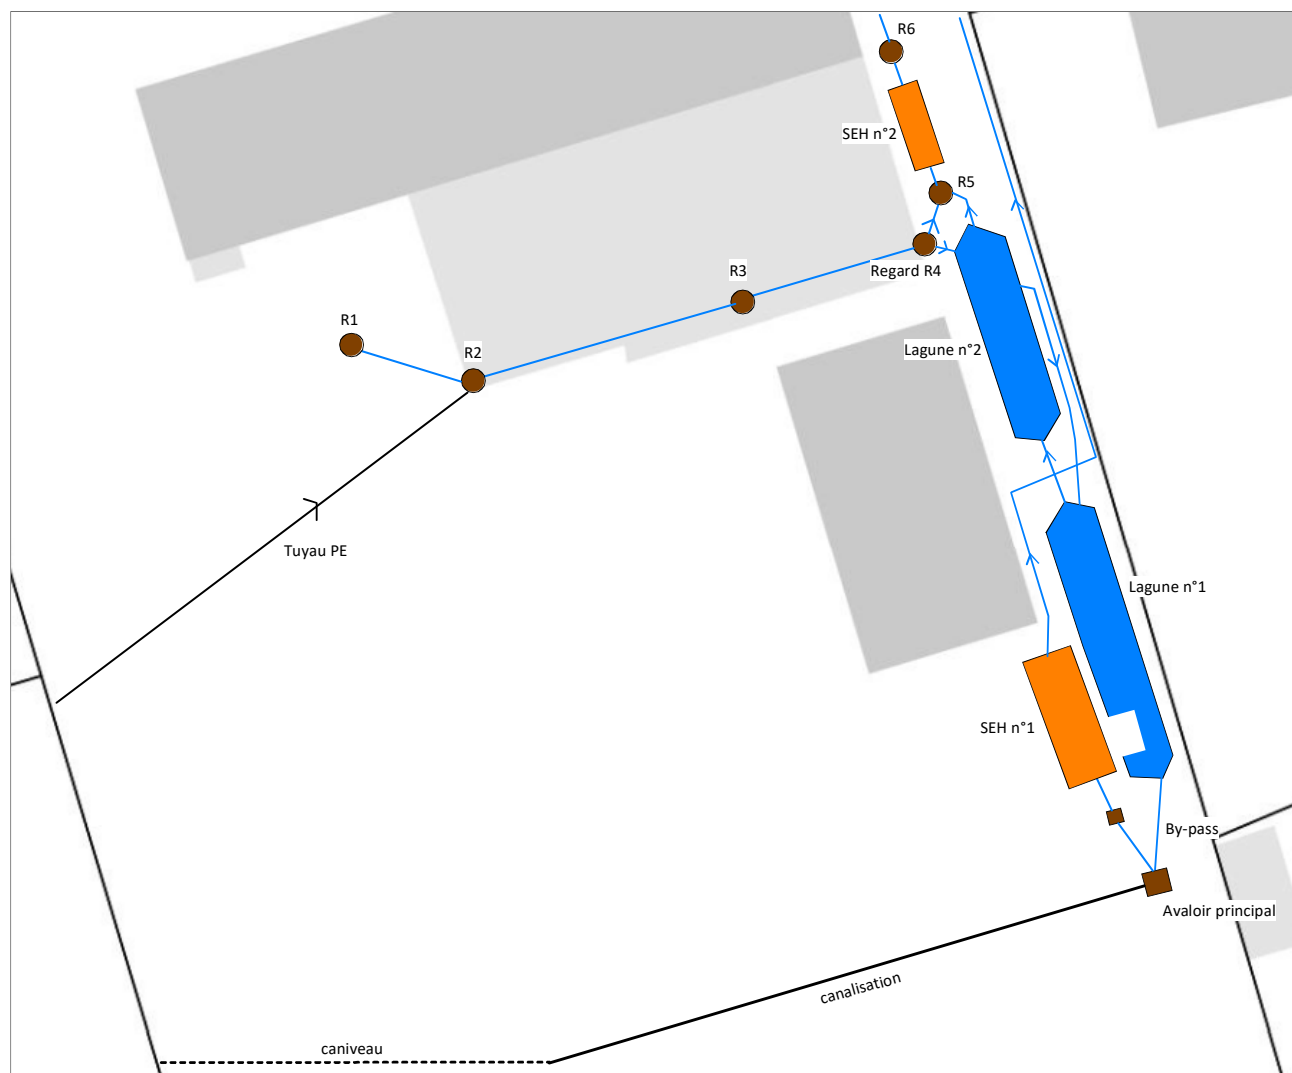 R6
SEH n°2
R5
Regard R4
R3
R1
R2
Lagune n°2
Tuyau PE
Lagune n°1
SEH n°1
By-pass
Avaloir principal
canalisation
caniveau